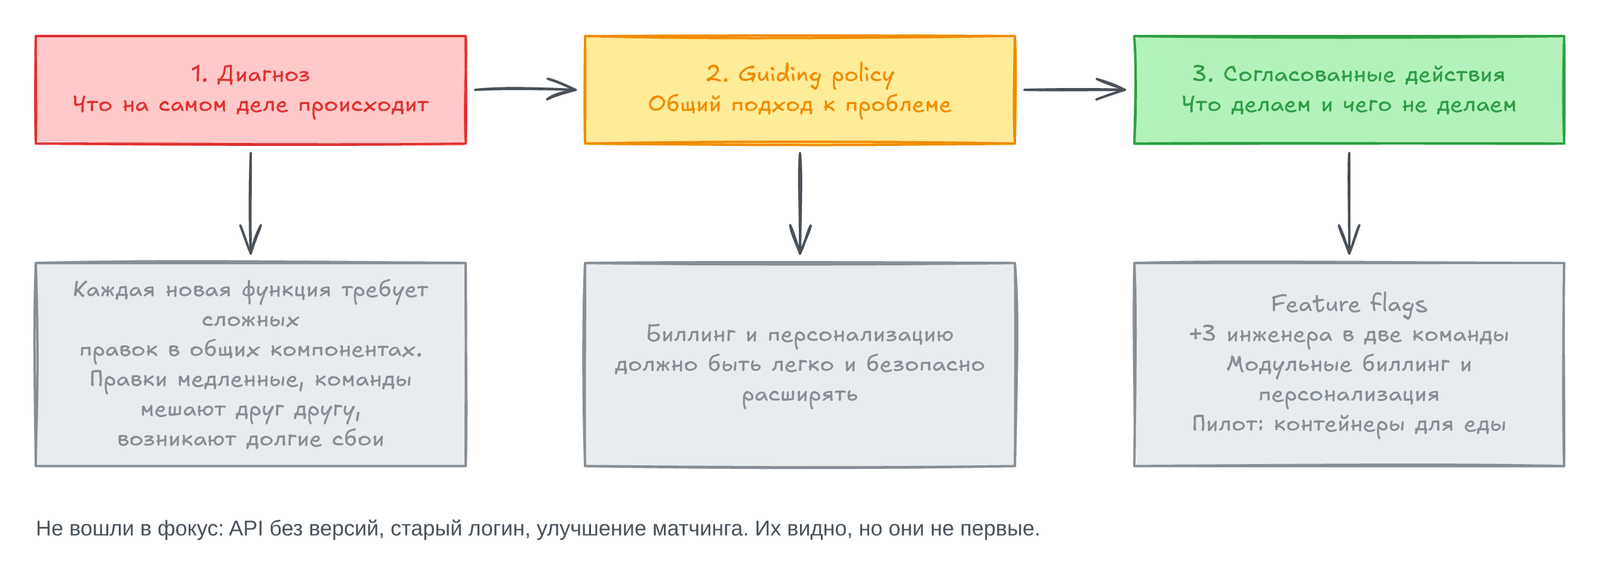 1. Диагноз
Что на самом деле происходит
2. Guiding policy
Общий подход к проблеме
3. Согласованные действия
Что делаем и чего не делаем
Каждая новая функция требует
сложных
правок в общих компонентах.
Правки медленные, команды
мешают друг другу,
возникают долгие сбои
Биллинг и персонализацию
должно быть легко и безопасно
расширять
Feature flags
+3 инженера в две команды
Модульные биллинг и
персонализация
Пилот: контейнеры для еды
Не вошли в фокус: API без версий, старый логин, улучшение матчинга. Их видно, но они не первые.